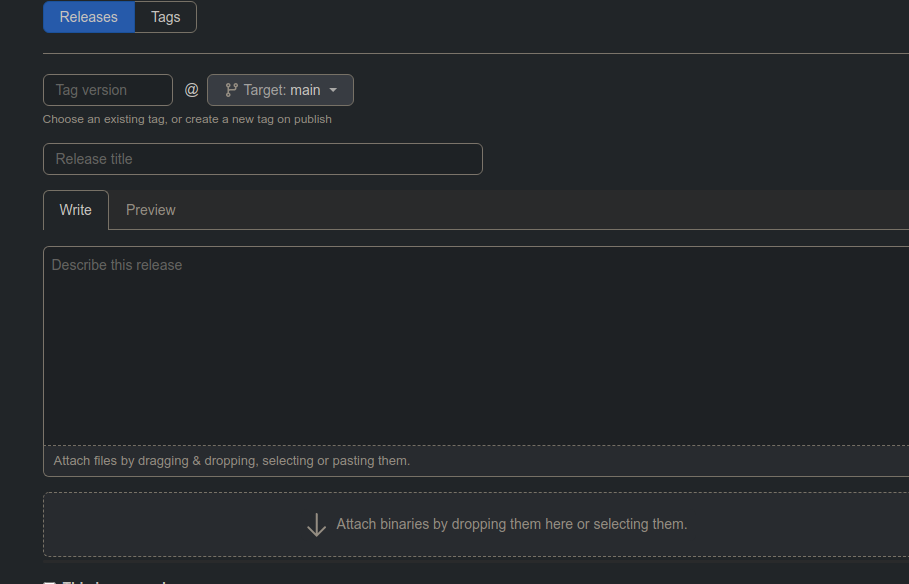 Releases Tags
Tag version @ Target: main
Choose an existing tag, or create a new tag on publish
Release title
Write Preview
Describe this release
Attach files by dragging & dropping, selecting or pasting them.
Attach binaries by dropping them here or selecting them.